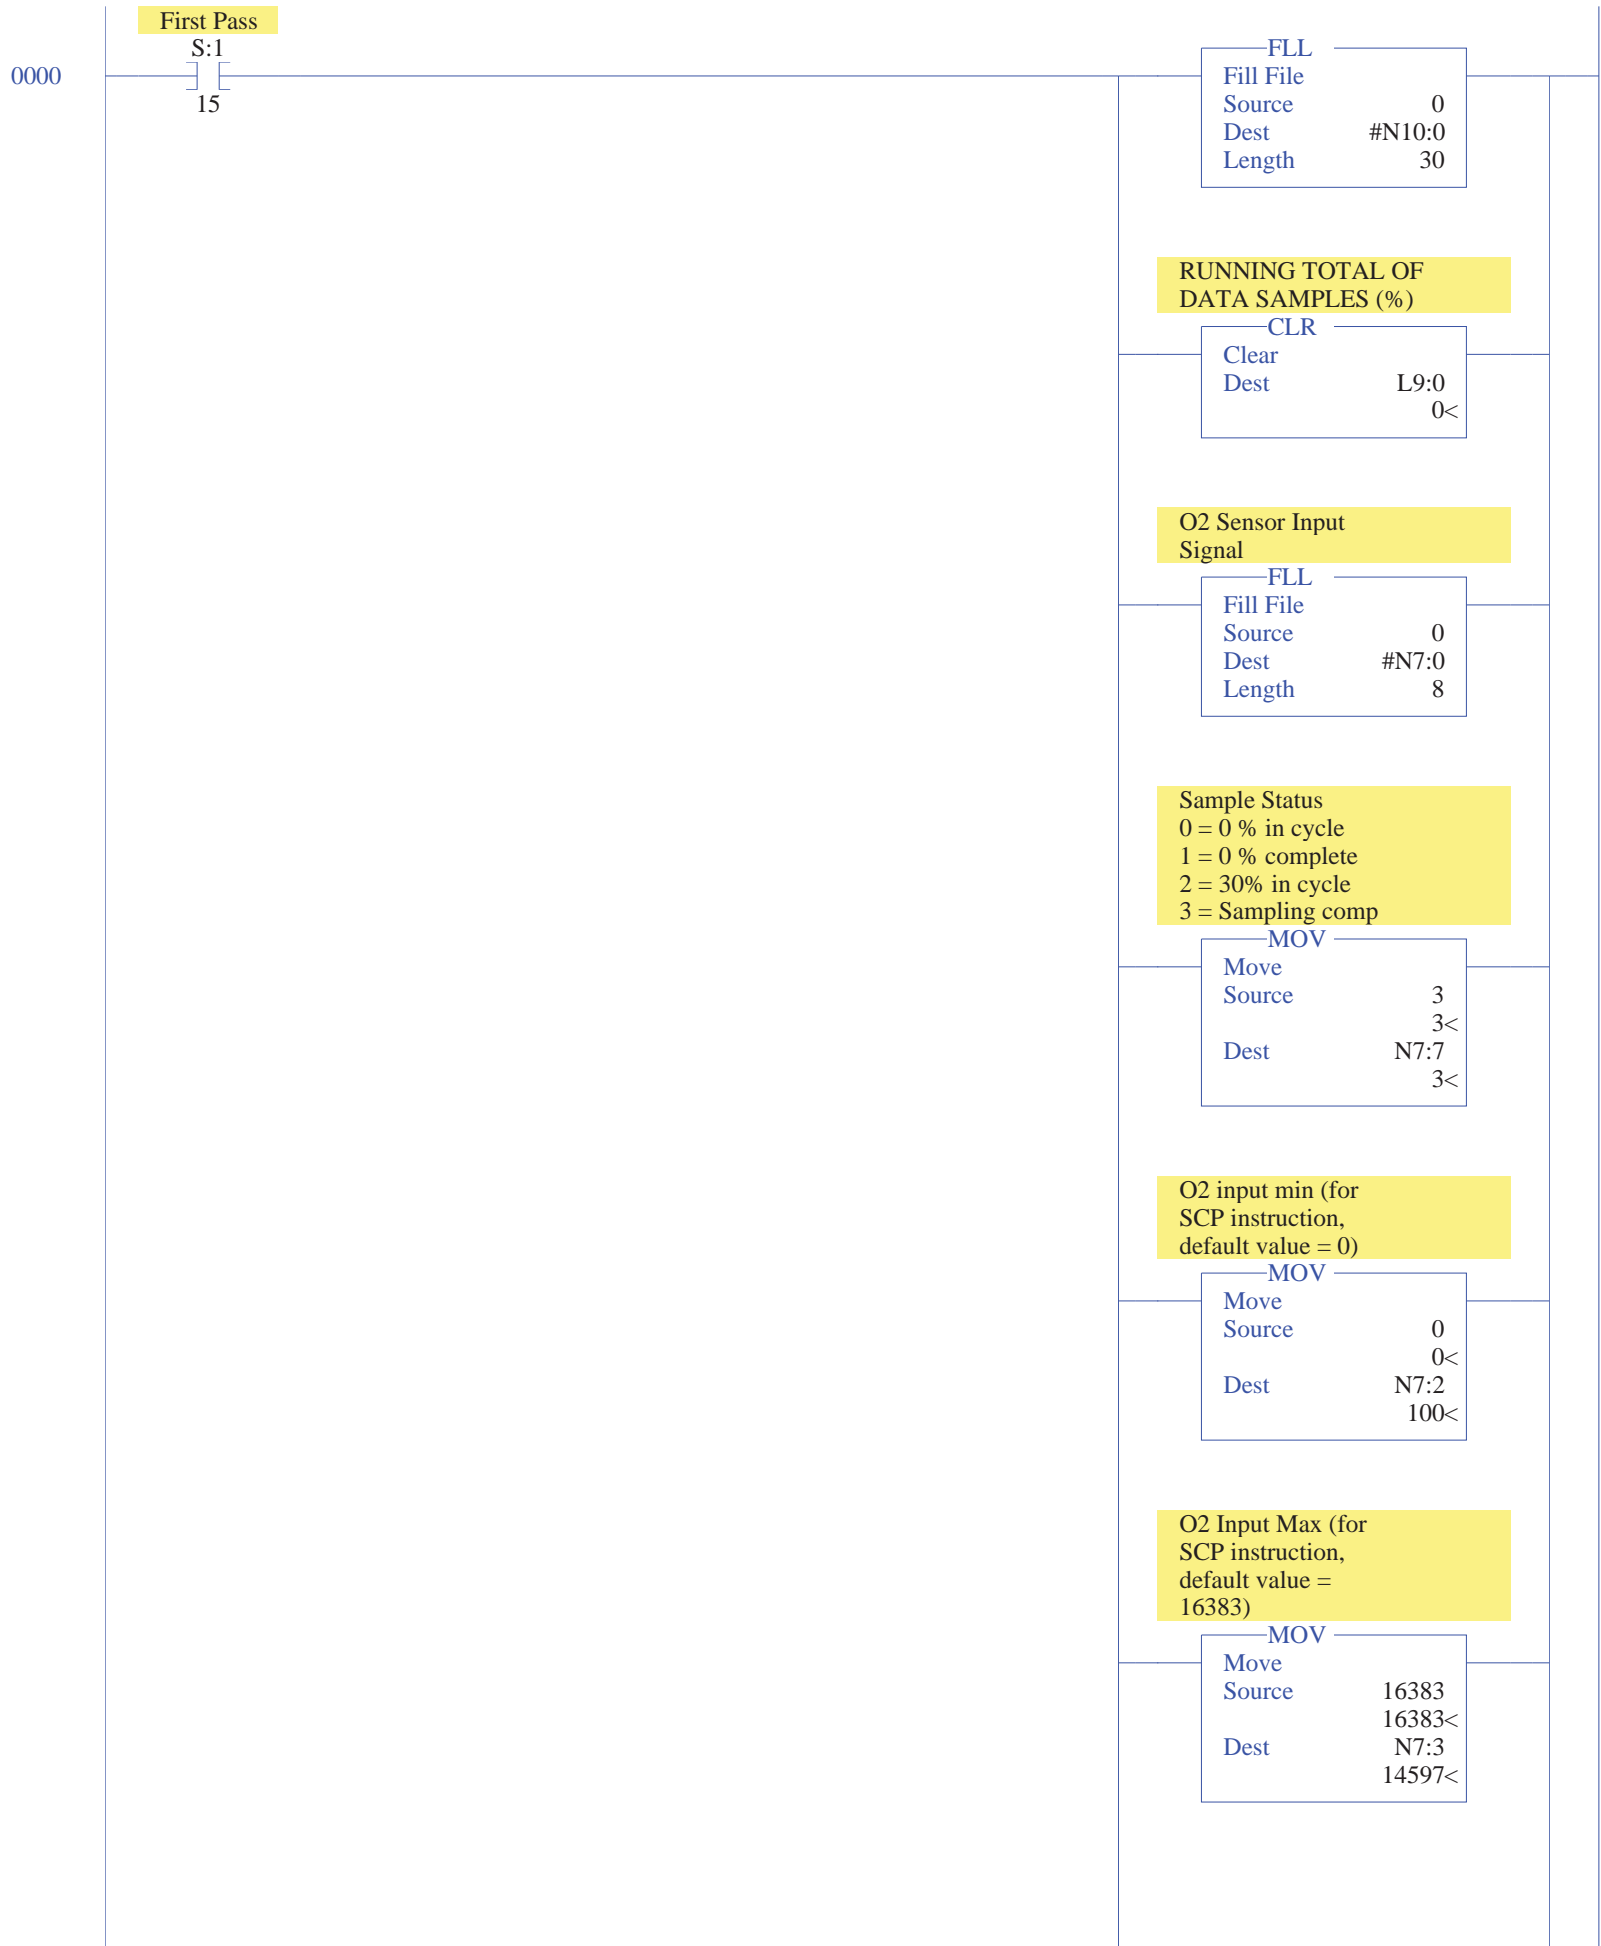 First Pass
S:1
0000
15
FLL
Fill File
Source 0
Dest #N10:0
Length 30
RUNNING TOTAL OF
DATA SAMPLES (%)
CLR
Clear
Dest L9:0
0<
O2 Sensor Input
Signal
FLL
Fill File
Source 0
Dest #N7:0
Length 8
Sample Status
0 = 0 % in cycle
1 = 0 % complete
2 = 30% in cycle
3 = Sampling comp
MOV
Move
Source 3
3<
Dest N7:7
3<
O2 input min (for
SCP instruction,
default value = 0)
MOV
Move
Source 0
0<
Dest N7:2
100<
O2 Input Max (for
SCP instruction,
default value =
16383)
MOV
Move
Source 16383
16383<
Dest N7:3
14597<